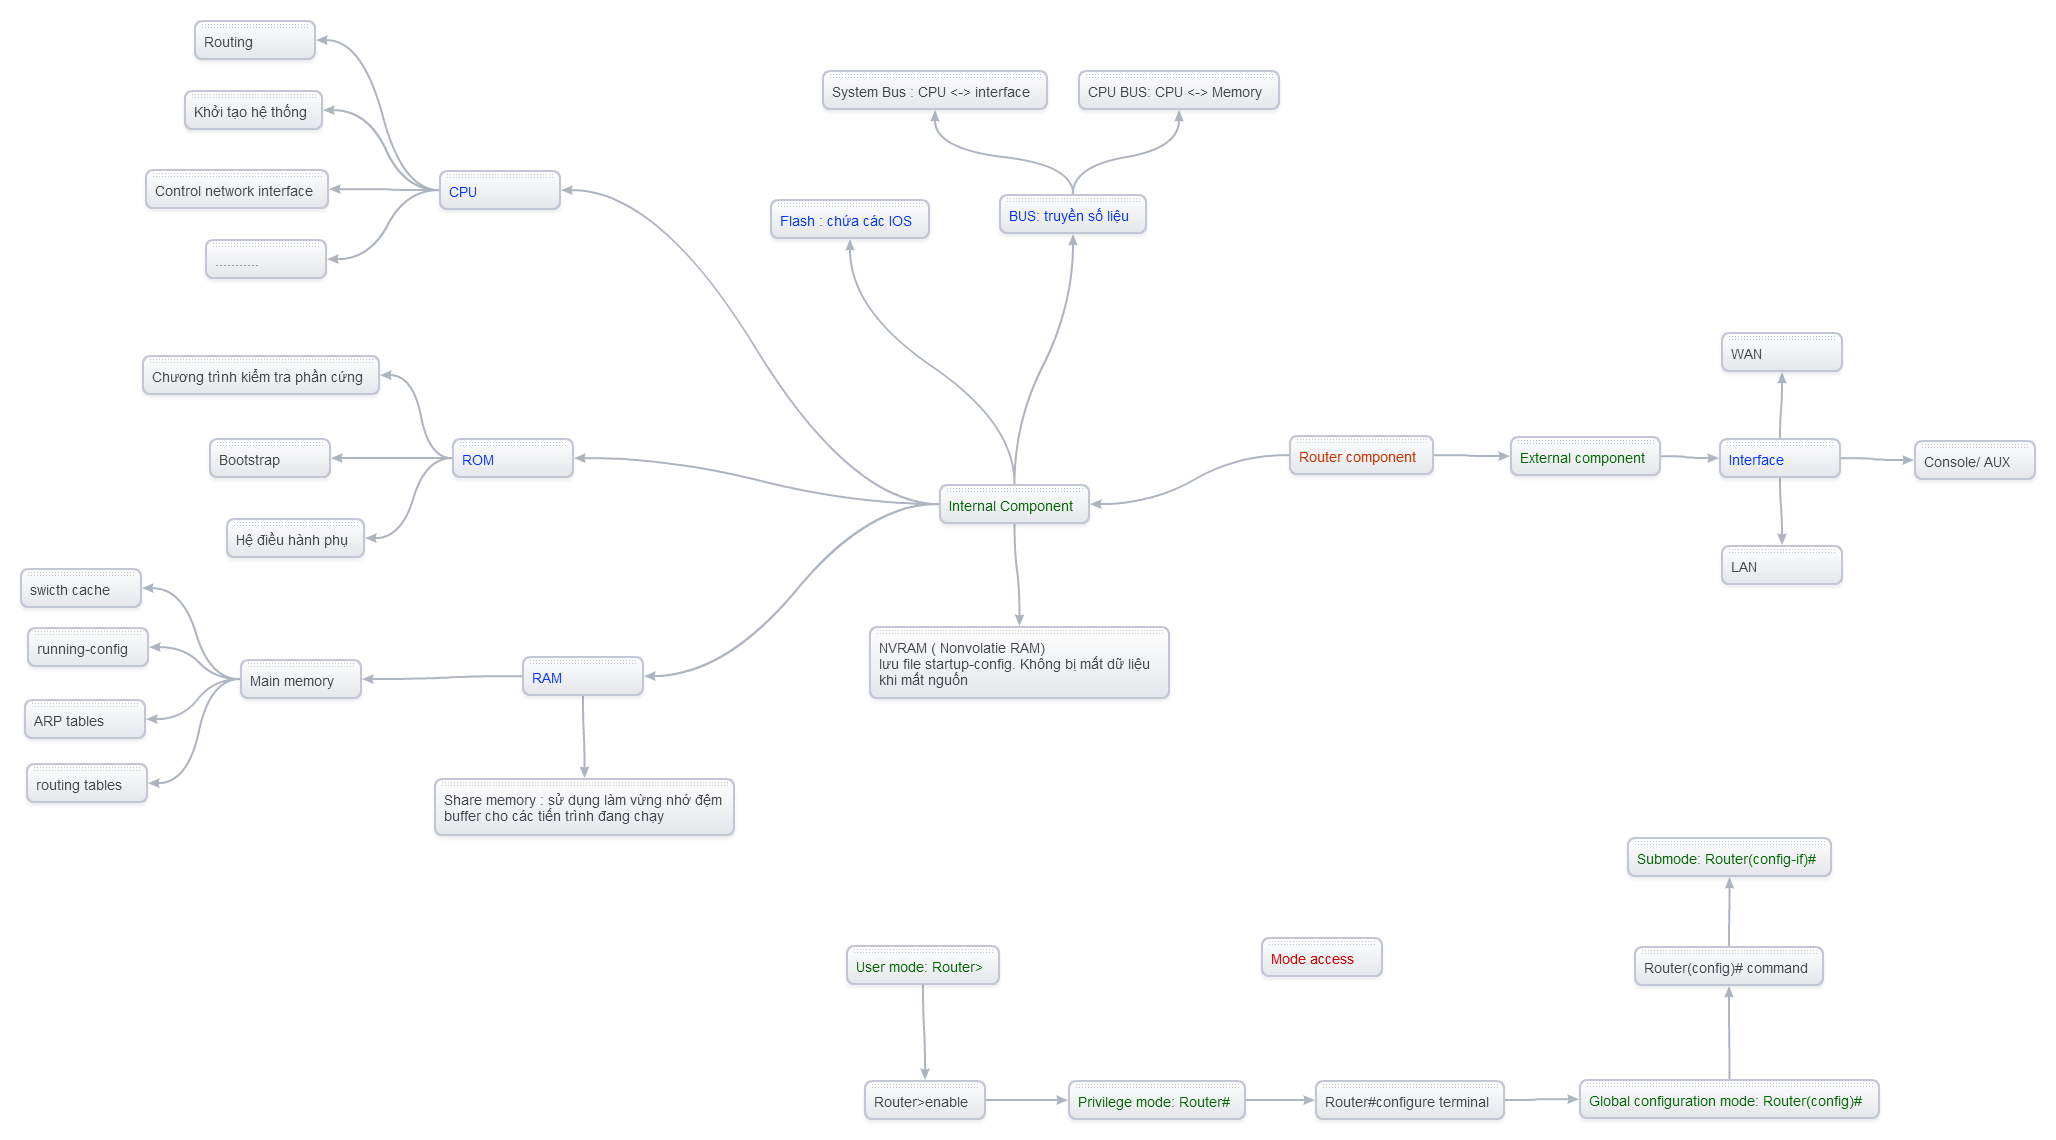 Routing
Khởi tạo hệ thống
Control network interface
...........
CPU
System Bus : CPU <-> interface
CPU BUS: CPU <-> Memory
Flash : chứa các IOS
BUS: truyền số liệu
Chương trình kiểm tra phần cứng
Bootstrap
Hệ điều hành phụ
ROM
Internal Component
Router component
External component
Interface
WAN
Console/ AUX
LAN
swicth cache
running-config
ARP tables
routing tables
Main memory
RAM
NVRAM ( Nonvolatie RAM)
lưu file startup-config. Không bị mất dữ liệu
khi mất nguồn
Share memory : sử dụng làm vừng nhớ đệm
buffer cho các tiến trình đang chạy
Mode access
User mode: Router>
Router>enable
Privilege mode: Router#
Router#configure terminal
Global configuration mode: Router(config)#
Router(config)# command
Submode: Router(config-if)#